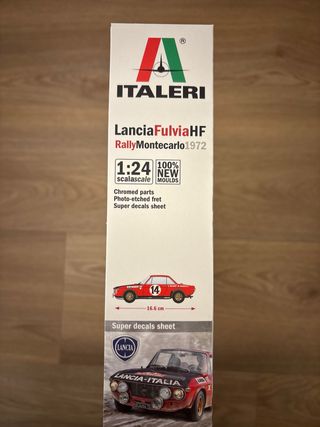 ITALERI
LanciaFulviaHF
RallyMontecarlo1972
1:24
scalascale
100%
NEW
MOULDS
Chromed parts
Photo-etched fret
Super decals sheet
14
16.6 cm
Super decals sheet
LANCIA
LANCIA-ITALIA